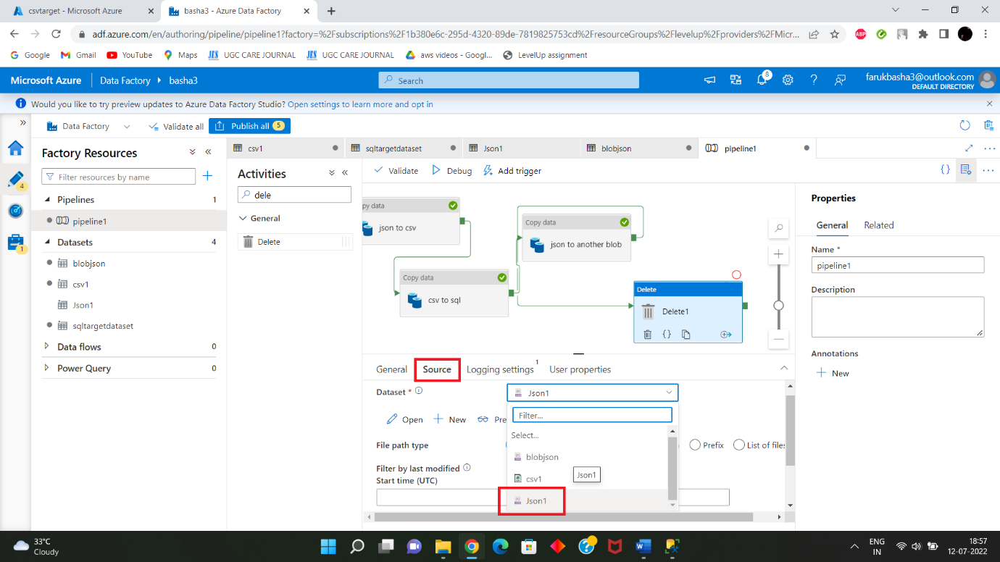 csvtarget - Microsoft Azure
basha3 - Azure Data Factory
adf.azure.com/en/authoring/pipeline/pipeline1?factory=%2Fsubscriptions%2F1b380e6c-295d-4320-89de-7819825753cd%2FresourceGroups%2Flevelup%2Fproviders%2FMicr...
ABP
Google
Gmail
YouTube
Maps
JES UGC CARE JOURNAL
JES UGC CARE JOURNAL
aws videos - Googl...
LevelUp assignment
Microsoft Azure
Data Factory
basha3
Search
8
farukbasha3@outlook.com
DEFAULT DIRECTORY
Would you like to try preview updates to Azure Data Factory Studio? Open settings to learn more and opt in
Data Factory
Validate all
Publish all 5
4
1
Factory Resources
Filter resources by name
Pipelines 1
pipeline1
Datasets 4
blobjson
csv1
Json1
sqltargetdataset
Data flows 0
Power Query 0
csv1
sqltargetdataset
Json1
blobjson
pipeline1
Activities
dele
General
Delete
Validate
Debug
Add trigger
py data
json to csv
Copy data
json to another blob
Copy data
csv to sql
Delete
Delete1
General
Source
Logging settings 1
User properties
Dataset *
Json1
Open
New
Pre
Filter...
Select...
blobjson
csv1
Json1
Json1
File path type
Prefix
List of files
Filter by last modified
Start time (UTC)
Properties
General
Related
Name *
pipeline1
Description
Annotations
New
33°C
Cloudy
ENG
IN
18:57
12-07-2022